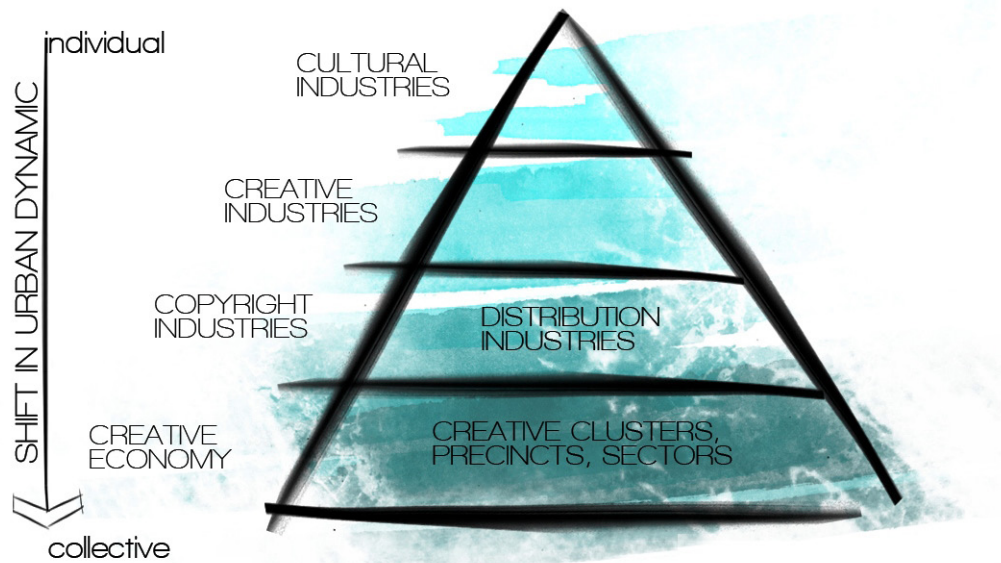 individual
SHIFT IN URBAN DYNAMIC
CULTURAL
INDUSTRIES
CREATIVE
INDUSTRIES
COPYRIGHT
INDUSTRIES
DISTRIBUTION
INDUSTRIES
CREATIVE
ECONOMY
CREATIVE CLUSTERS,
PRECINCTS, SECTORS
collective